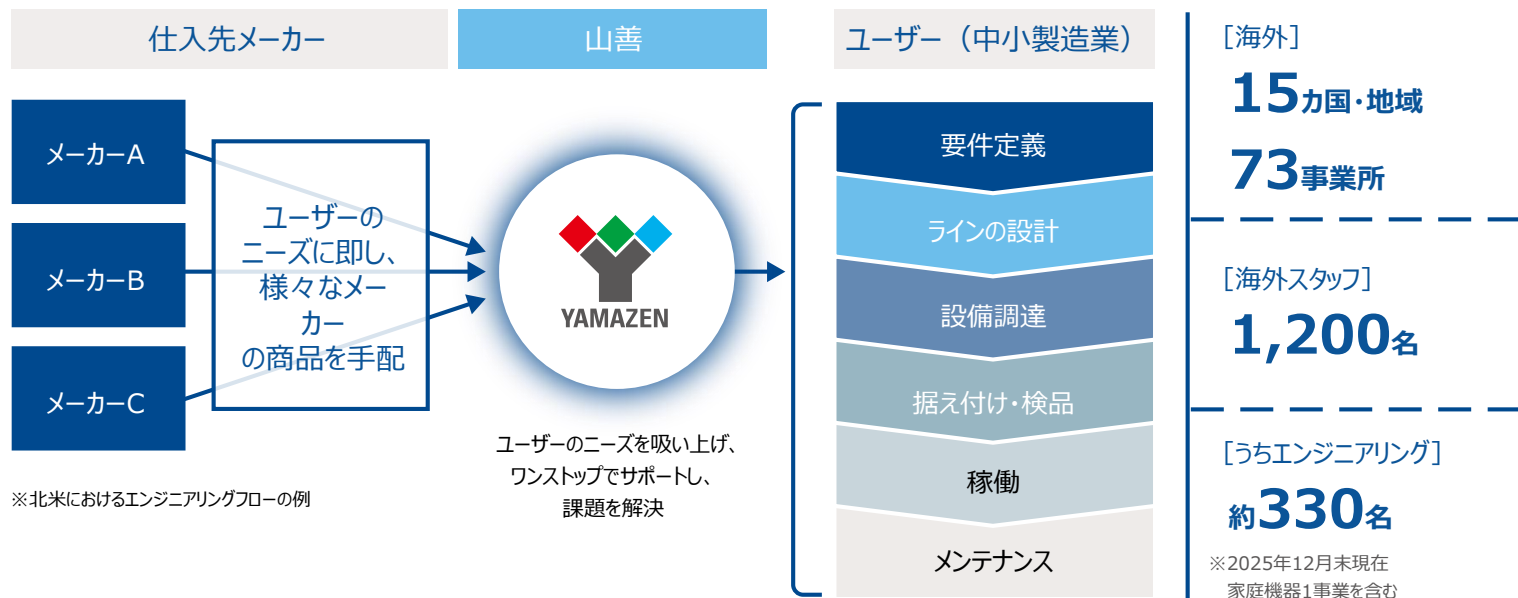 仕入先メーカー
山善
ユーザー（中小製造業）
メーカーA
メーカーB
メーカーC
ユーザーの
ニーズに即し、
様々なメー
カー
の商品を手配
YAMAZEN
ユーザーのニーズを吸い上げ、
ワンストップでサポートし、
課題を解決
※北米におけるエンジニアリングフローの例
要件定義
ラインの設計
設備調達
据え付け・検品
稼働
メンテナンス
［海外］
15カ国・地域
73事業所
［海外スタッフ］
1,200名
［うちエンジニアリング］
約330名
※2025年12月末現在
家庭機器1事業を含む